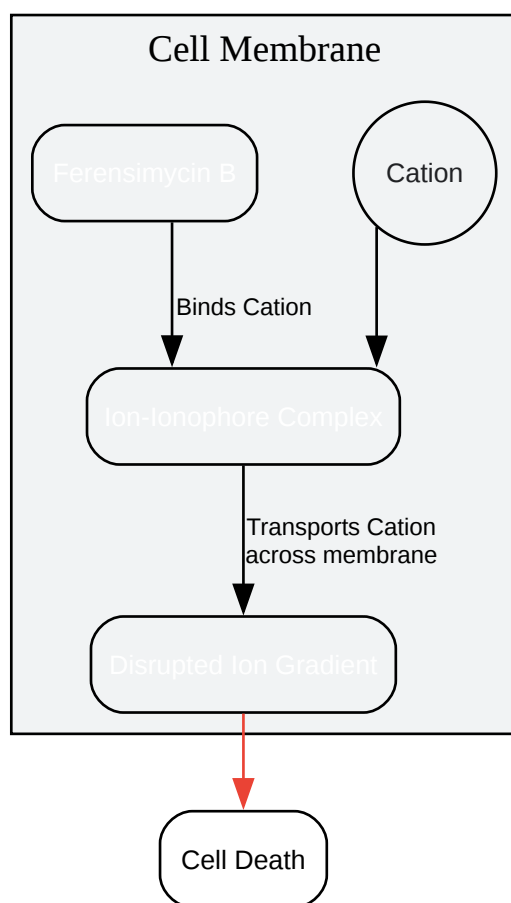 Cell Membrane
Ferensimycin B
Cation
Binds Cation
Ion-Ionophore Complex
Transports Cation
across membrane
Disrupted Ion Gradient
Cell Death